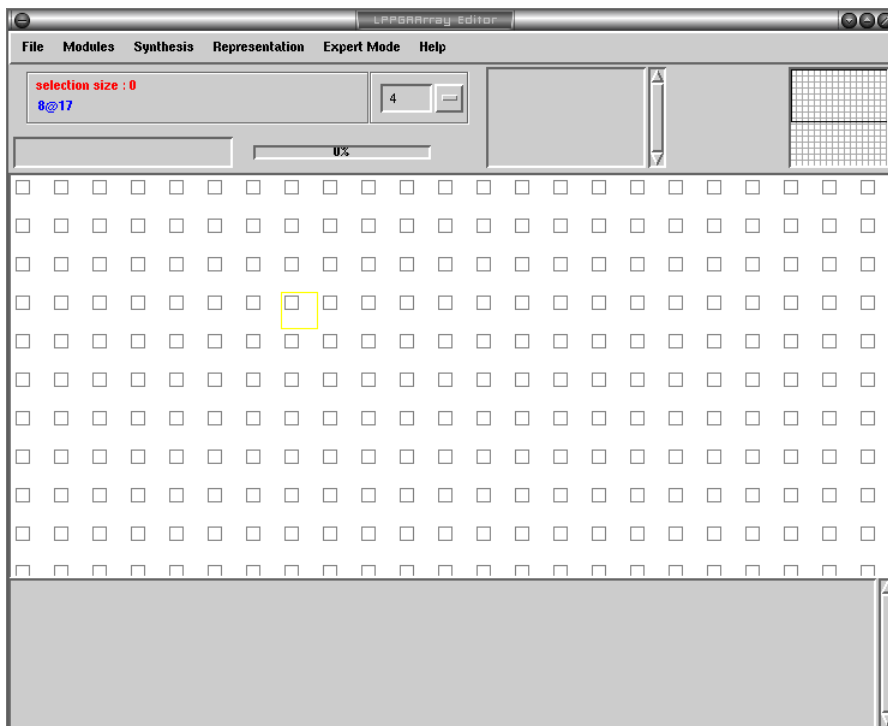 LPPGAArray Editor
File Modules Synthesis Representation Expert Mode Help
selection size : 0
8@17
4
0%